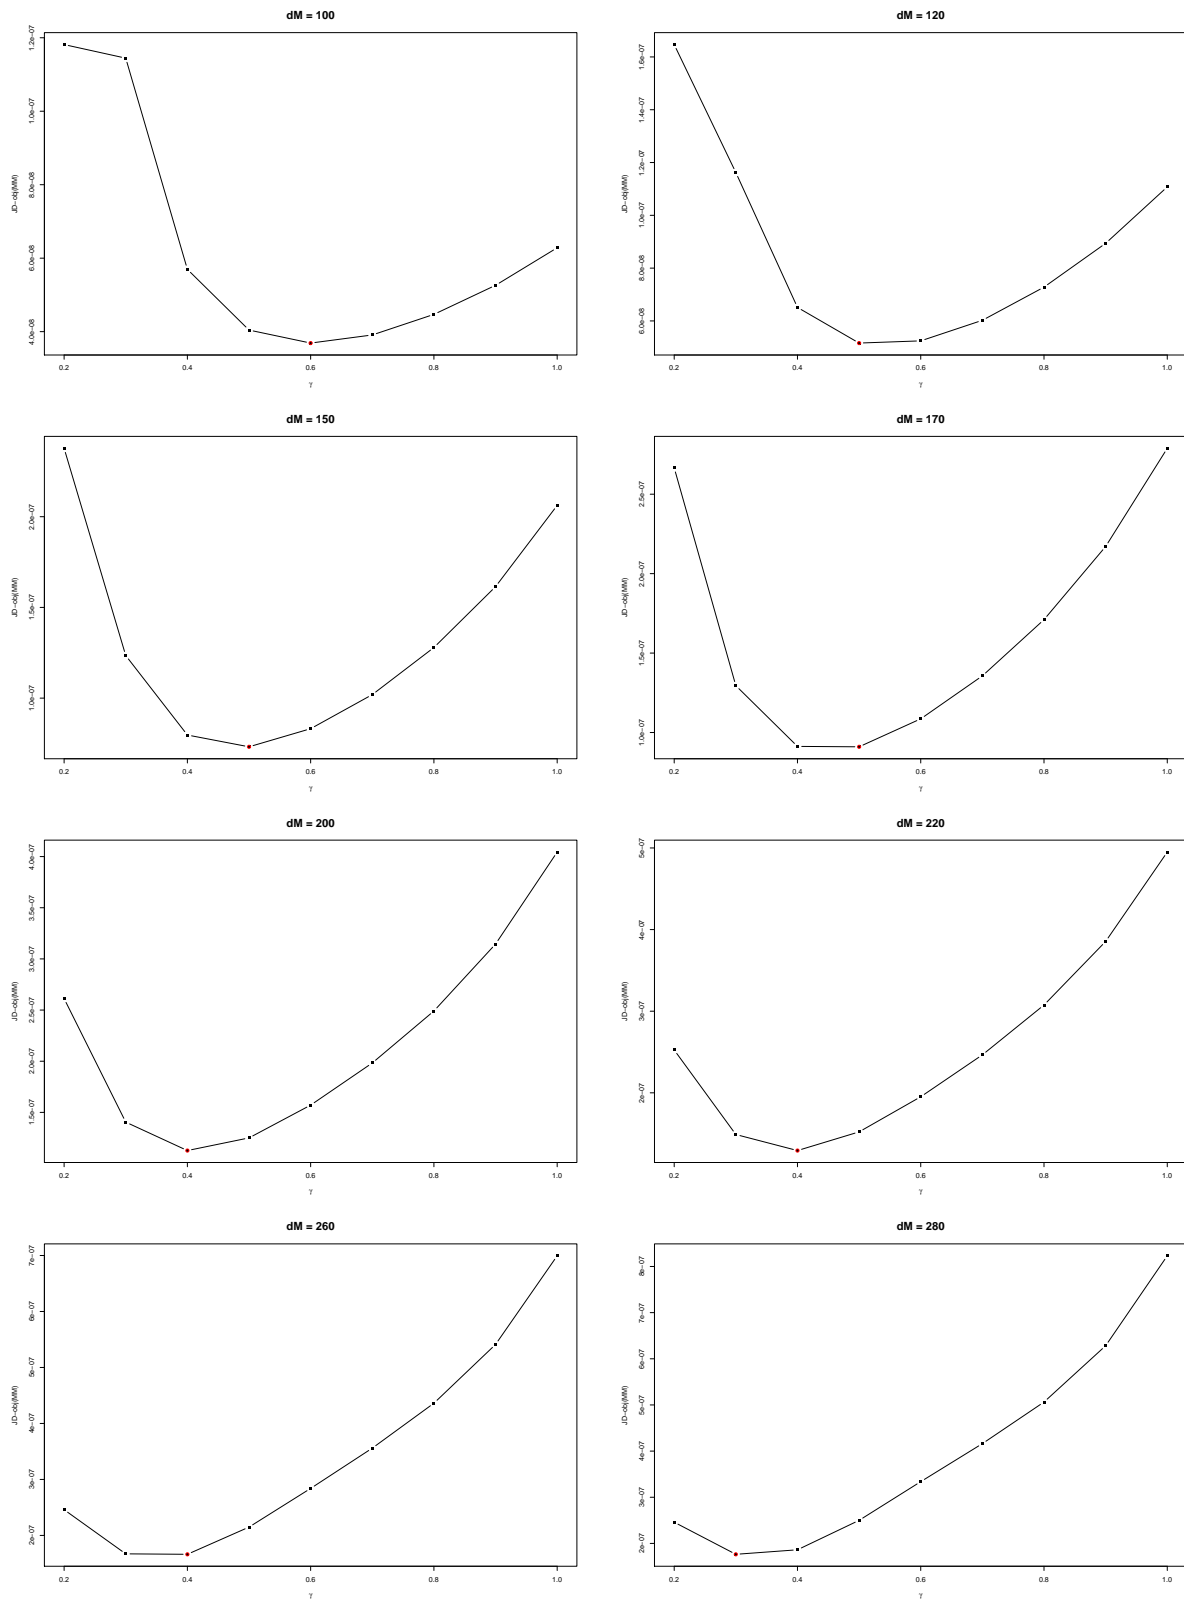 dM = 100
JD−obj(MM)
1.2e−07
1.0e−07
8.0e−08
6.0e−08
4.0e−08
0.2 0.4 0.6 0.8 1.0
γ
dM = 120
JD−obj(MM)
1.6e−07
1.4e−07
1.2e−07
1.0e−07
8.0e−08
6.0e−08
0.2 0.4 0.6 0.8 1.0
γ
dM = 150
JD−obj(MM)
2.0e−07
1.5e−07
1.0e−07
0.2 0.4 0.6 0.8 1.0
γ
dM = 170
JD−obj(MM)
2.5e−07
2.0e−07
1.5e−07
1.0e−07
0.2 0.4 0.6 0.8 1.0
γ
dM = 200
JD−obj(MM)
4.0e−07
3.5e−07
3.0e−07
2.5e−07
2.0e−07
1.5e−07
0.2 0.4 0.6 0.8 1.0
γ
dM = 220
JD−obj(MM)
5e−07
4e−07
3e−07
2e−07
0.2 0.4 0.6 0.8 1.0
γ
dM = 260
JD−obj(MM)
7e−07
6e−07
5e−07
4e−07
3e−07
2e−07
0.2 0.4 0.6 0.8 1.0
γ
dM = 280
JD−obj(MM)
8e−07
7e−07
6e−07
5e−07
4e−07
3e−07
2e−07
0.2 0.4 0.6 0.8 1.0
γ